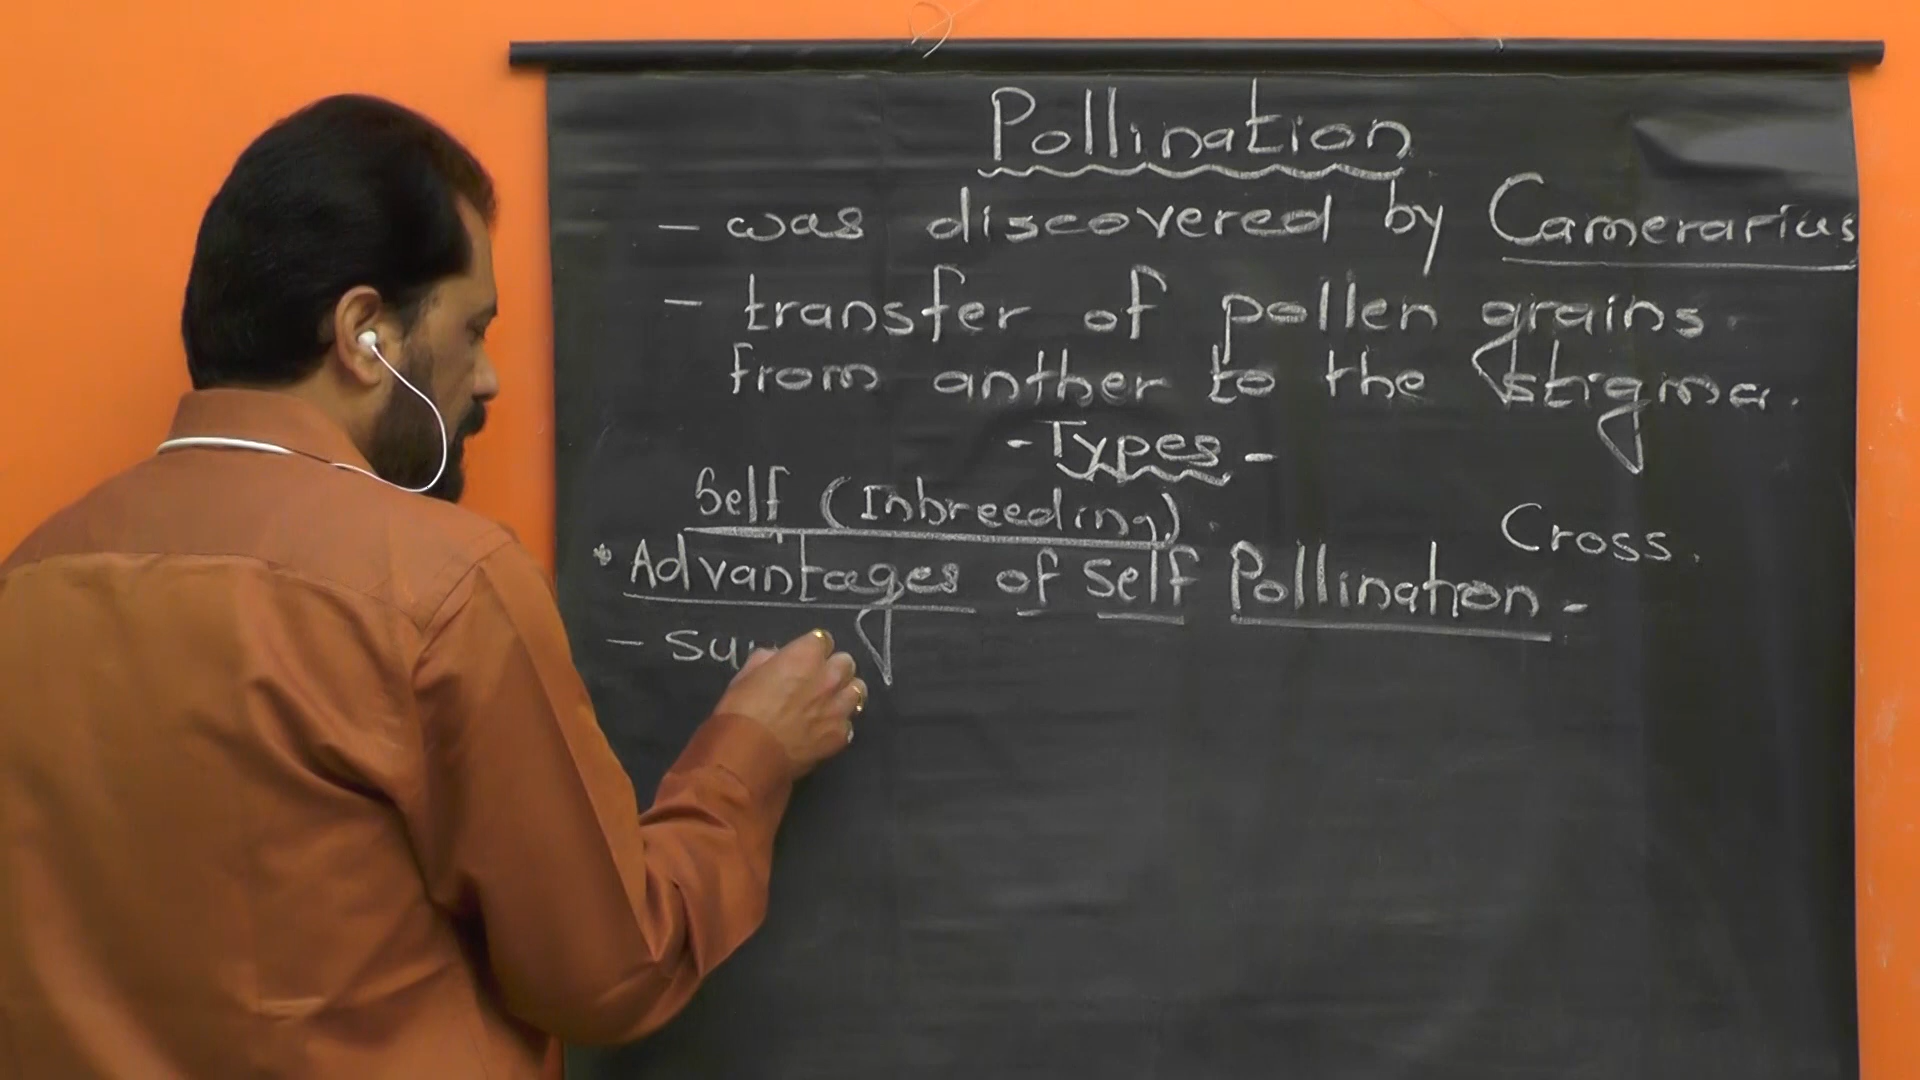 Pollination
- was discovered by Camerarius
- transfer of pollen grains.
from anther to the stigma.
- Types -
Self (Inbreeding).
Cross.
* Advantages of Self Pollination -
-